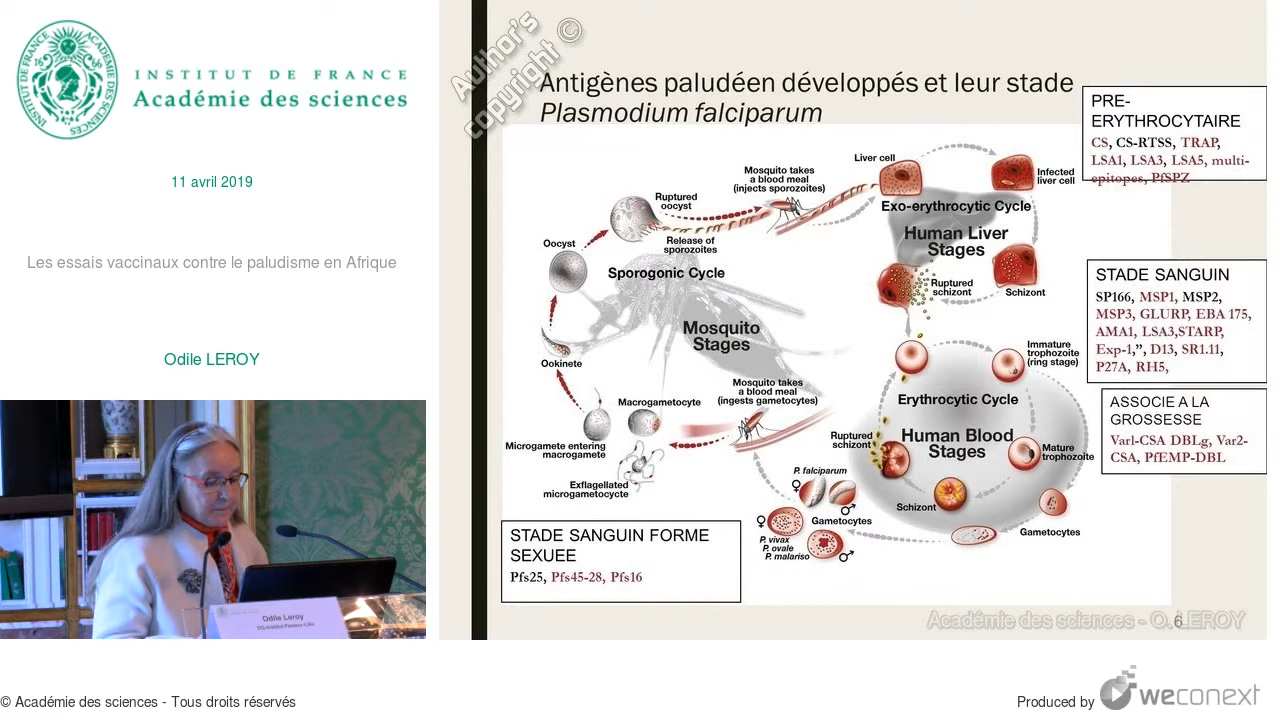 INSTITUT DE FRANCE
Académie des sciences
11 avril 2019
Les essais vaccinaux contre le paludisme en Afrique
Odile LEROY
Odile Leroy
© Académie des sciences - Tous droits réservés
Author's
copyright ©
Antigènes paludéen développés et leur stade
Plasmodium falciparum
PRE-
ERYTHROCYTAIRE
CS, CS-RTSS, TRAP,
LSA1, LSA3, LSA5, multi-
epitopes, PfSPZ
Liver cell
Infected
liver cell
Mosquito takes
a blood meal
(injects sporozoites)
Ruptured
oocyst
Exo-erythrocytic Cycle
Human Liver
Stages
Oocyst
Release of
sporozoites
Sporogonic Cycle
Ruptured
schizont
Schizont
STADE SANGUIN
SP166, MSP1, MSP2,
MSP3, GLURP, EBA 175,
AMA1, LSA3,STARP,
Exp-1,”, D13, SR1.11,
P27A, RH5,
Mosquito
Stages
Ookinete
Immature
trophozoite
(ring stage)
Mosquito takes
a blood meal
(ingests gametocytes)
Erythrocytic Cycle
Macrogametocyte
ASSOCIE A LA
GROSSESSE
Varl-CSA DBLg, Var2-
CSA, PfEMP-DBL
Ruptured
schizont
Human Blood
Stages
Mature
trophozoite
Microgamete entering
macrogamete
P. falciparum
Exflagellated
microgametocyte
Schizont
Gametocytes
Gametocytes
P. vivax
P. ovale
P. malariso
STADE SANGUIN FORME
SEXUEE
Pfs25, Pfs45-28, Pfs16
Académie des sciences - O. LEROY
6
Produced by
weconext